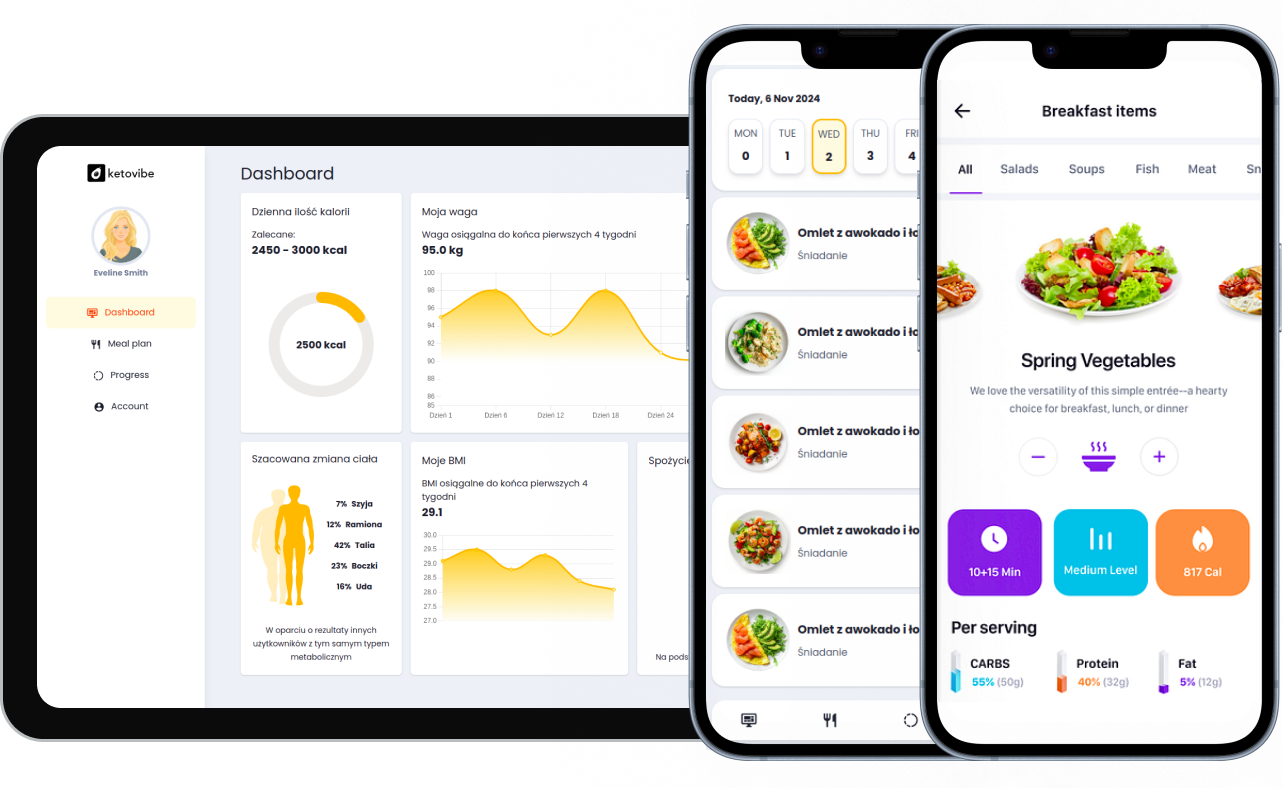 ketovibe
Eveline Smith
Dashboard
Meal plan
Progress
Account
Dashboard
Dzienna ilość kalorii
Zalecane:
2450 - 3000 kcal
2500 kcal
Moja waga
Waga osiągalna do końca pierwszych 4 tygodni
95.0 kg
100
98
96
94
92
90
88
86
85
Dzień 1
Dzień 6
Dzień 12
Dzień 18
Dzień 24
Szacowana zmiana ciała
7% Szyja
12% Ramiona
42% Talia
23% Boczki
16% Uda
W oparciu o rezultaty innych
użytkowników z tym samym typem
metabolicznym
Moje BMI
BMI osiągalne do końca pierwszych 4
tygodni
29.1
30.0
29.5
29.0
28.5
28.0
27.5
27.0
Spożycie
Na pods
Today, 6 Nov 2024
MON
TUE
WED
THU
FRI
0
1
2
3
4
Omlet z awokado i ło
Śniadanie
Omlet z awokado i ło
Śniadanie
Omlet z awokado i ło
Śniadanie
Omlet z awokado i ło
Śniadanie
Omlet z awokado i ło
Śniadanie
Breakfast items
All
Salads
Soups
Fish
Meat
Sn
Spring Vegetables
We love the versatility of this simple entrée--a hearty
choice for breakfast, lunch, or dinner
10+15 Min
Medium Level
817 Cal
Per serving
CARBS
55% (50g)
Protein
40% (32g)
Fat
5% (12g)